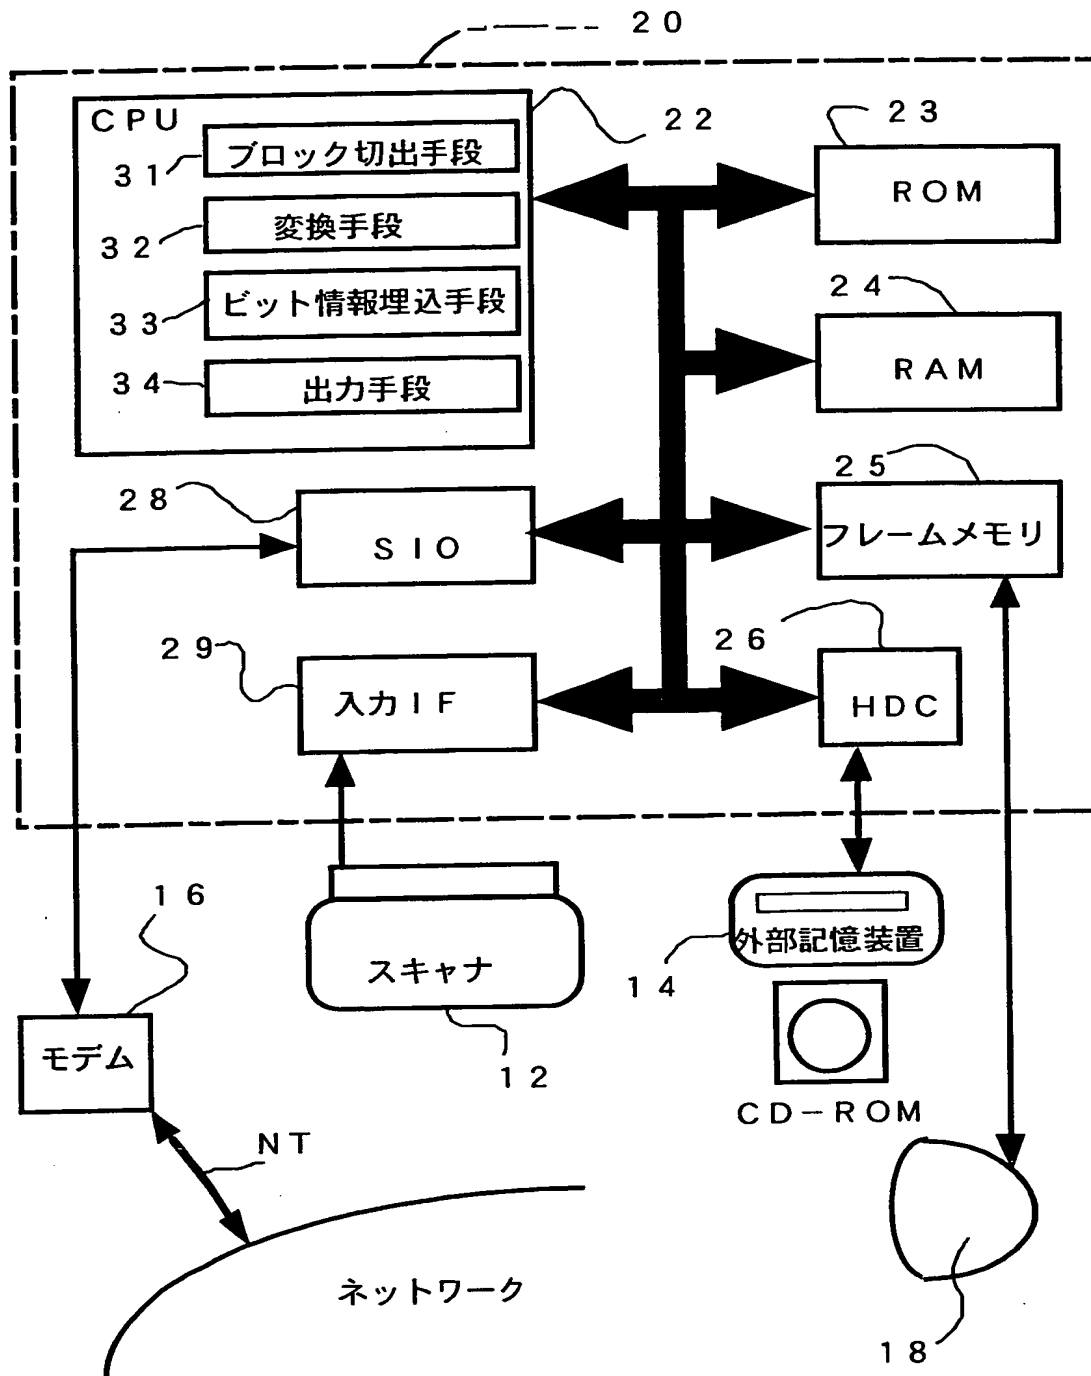 20
CPU
22
23
31
ブロック切出手段
ROM
32
変換手段
33
ビット情報埋込手段
24
34
出力手段
RAM
28
25
SIO
フレームメモリ
29
26
入力IF
HDC
16
スキャナ
14
外部記憶装置
モデム
12
CD-ROM
NT
ネットワーク
18